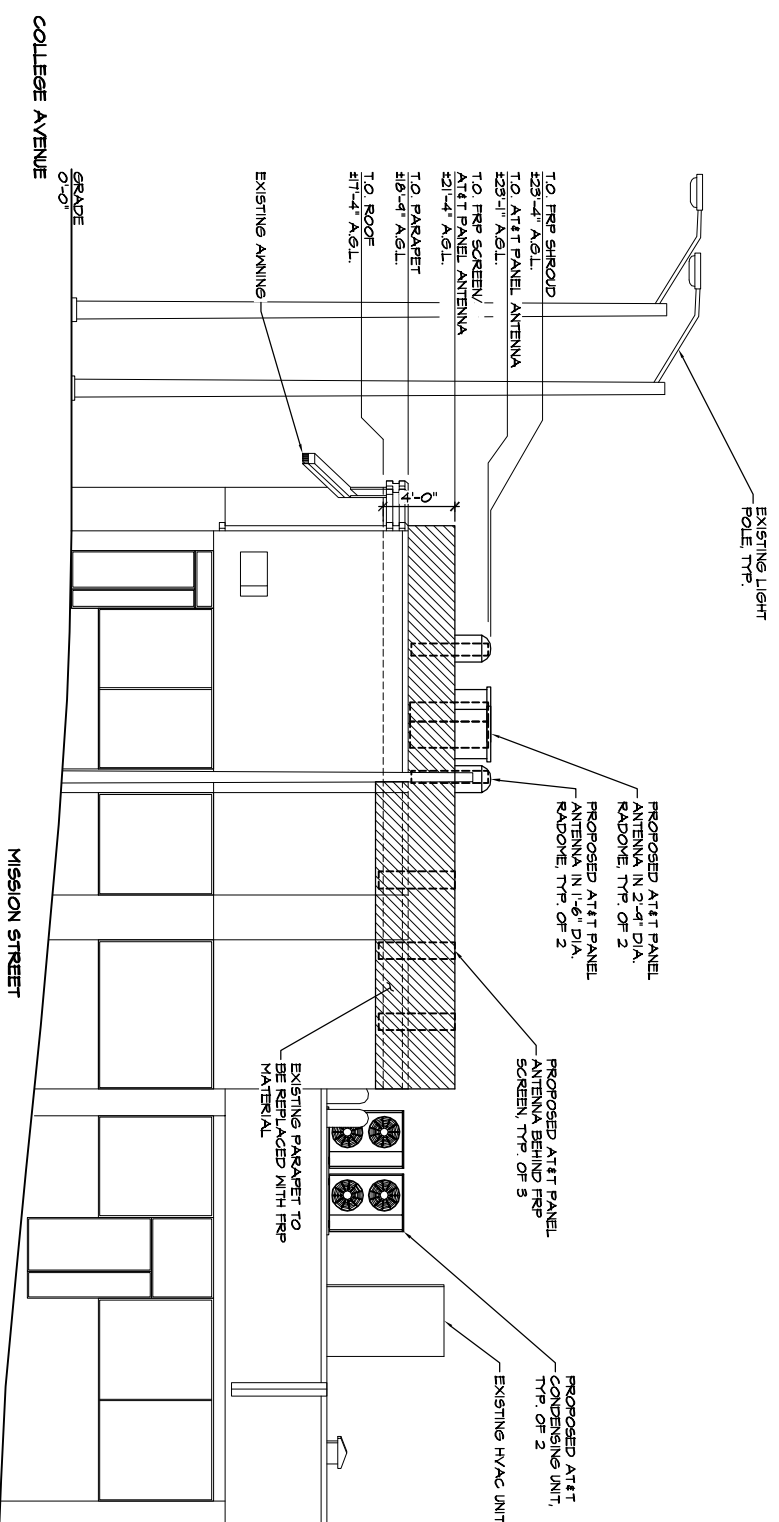 EXISTING LIGHT
POLE, TYP.
T.O. FRP SHROUD
±23'-4" A.G.L.
T.O. AT&T PANEL ANTENNA
±23'-1" A.G.L.
T.O. FRP SCREEN/
AT&T PANEL ANTENNA
±21'-4" A.G.L.
T.O. PARAPET
±18'-9" A.G.L.
T.O. ROOF
±17'-4" A.G.L.
EXISTING AWNING
GRADE
0'-0"
COLLEGE AVENUE
4'-0"
PROPOSED AT&T PANEL
ANTENNA IN 2'-9" DIA.
RADOME, TYP. OF 2
PROPOSED AT&T PANEL
ANTENNA IN 1'-6" DIA.
RADOME, TYP. OF 2
PROPOSED AT&T PANEL
ANTENNA BEHIND FRP
SCREEN, TYP. OF 3
EXISTING PARAPET TO
BE REPLACED WITH FRP
MATERIAL
MISSION STREET
PROPOSED AT&T
CONDENSING UNIT,
TYP. OF 2
EXISTING HVAC UNIT